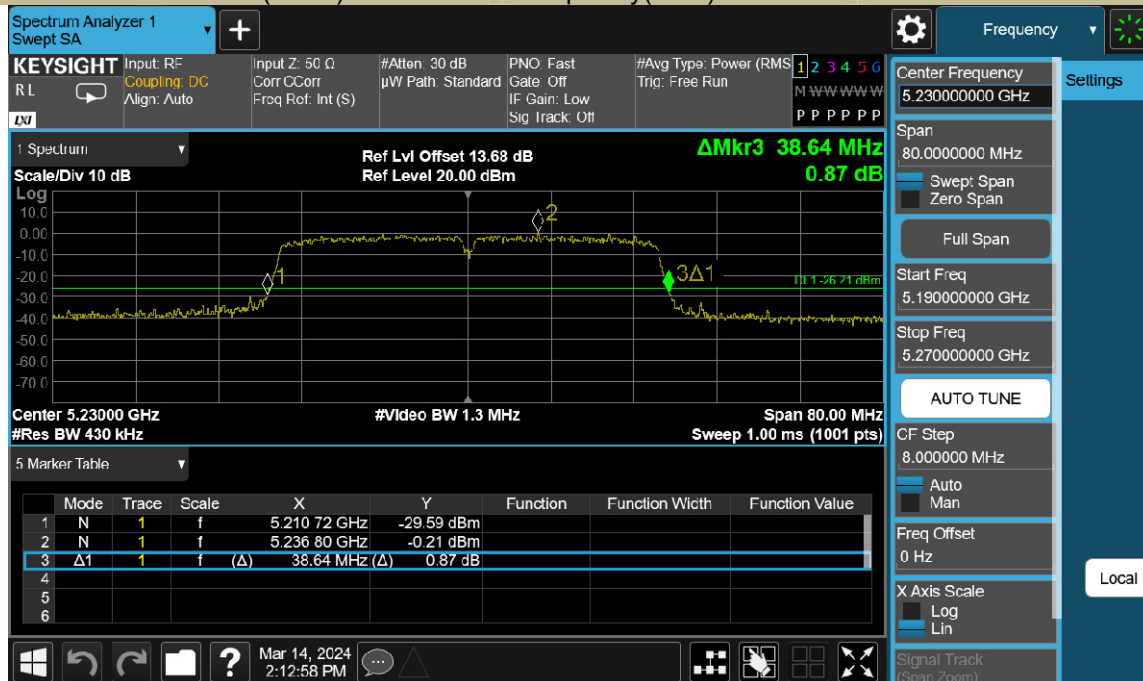 Spectrum Analyzer 1
Swept SA
+
Frequency
KEYSIGHT
RL
LXI
Input: RF
Coupling: DC
Align: Auto
Input Z: 50 Ω
Corr CCorr
Freq Ref: Int (S)
#Atten: 30 dB
µW Path: Standard
PNO: Fast
Gate: Off
IF Gain: Low
Sig Track: Off
#Avg Type: Power (RMS
Trig: Free Run
1 2 3 4 5 6
M W W W W W
P P P P P P
1 Spectrum
Scale/Div 10 dB
Ref Lvl Offset 13.68 dB
Ref Level 20.00 dBm
ΔMkr3 38.64 MHz
0.87 dB
Log
10.0
0.00
-10.0
-20.0
-30.0
-40.0
-50.0
-60.0
-70.0
1
2
3Δ1
DL1 -26.21 dBm
Center 5.23000 GHz
#Video BW 1.3 MHz
Span 80.00 MHz
#Res BW 430 kHz
Sweep 1.00 ms (1001 pts)
5 Marker Table
Mode Trace Scale X Y Function Function Width Function Value
1 N 1 f 5.210 72 GHz -29.59 dBm
2 N 1 f 5.236 80 GHz -0.21 dBm
3 Δ1 1 f (Δ) 38.64 MHz (Δ) 0.87 dB
4
5
6
Mar 14, 2024
2:12:58 PM
?
Settings
Center Frequency
5.230000000 GHz
Span
80.0000000 MHz
Swept Span
Zero Span
Full Span
Start Freq
5.190000000 GHz
Stop Freq
5.270000000 GHz
AUTO TUNE
CF Step
8.000000 MHz
Auto
Man
Freq Offset
0 Hz
X Axis Scale
Log
Lin
Signal Track
(Span Zoom)
Local